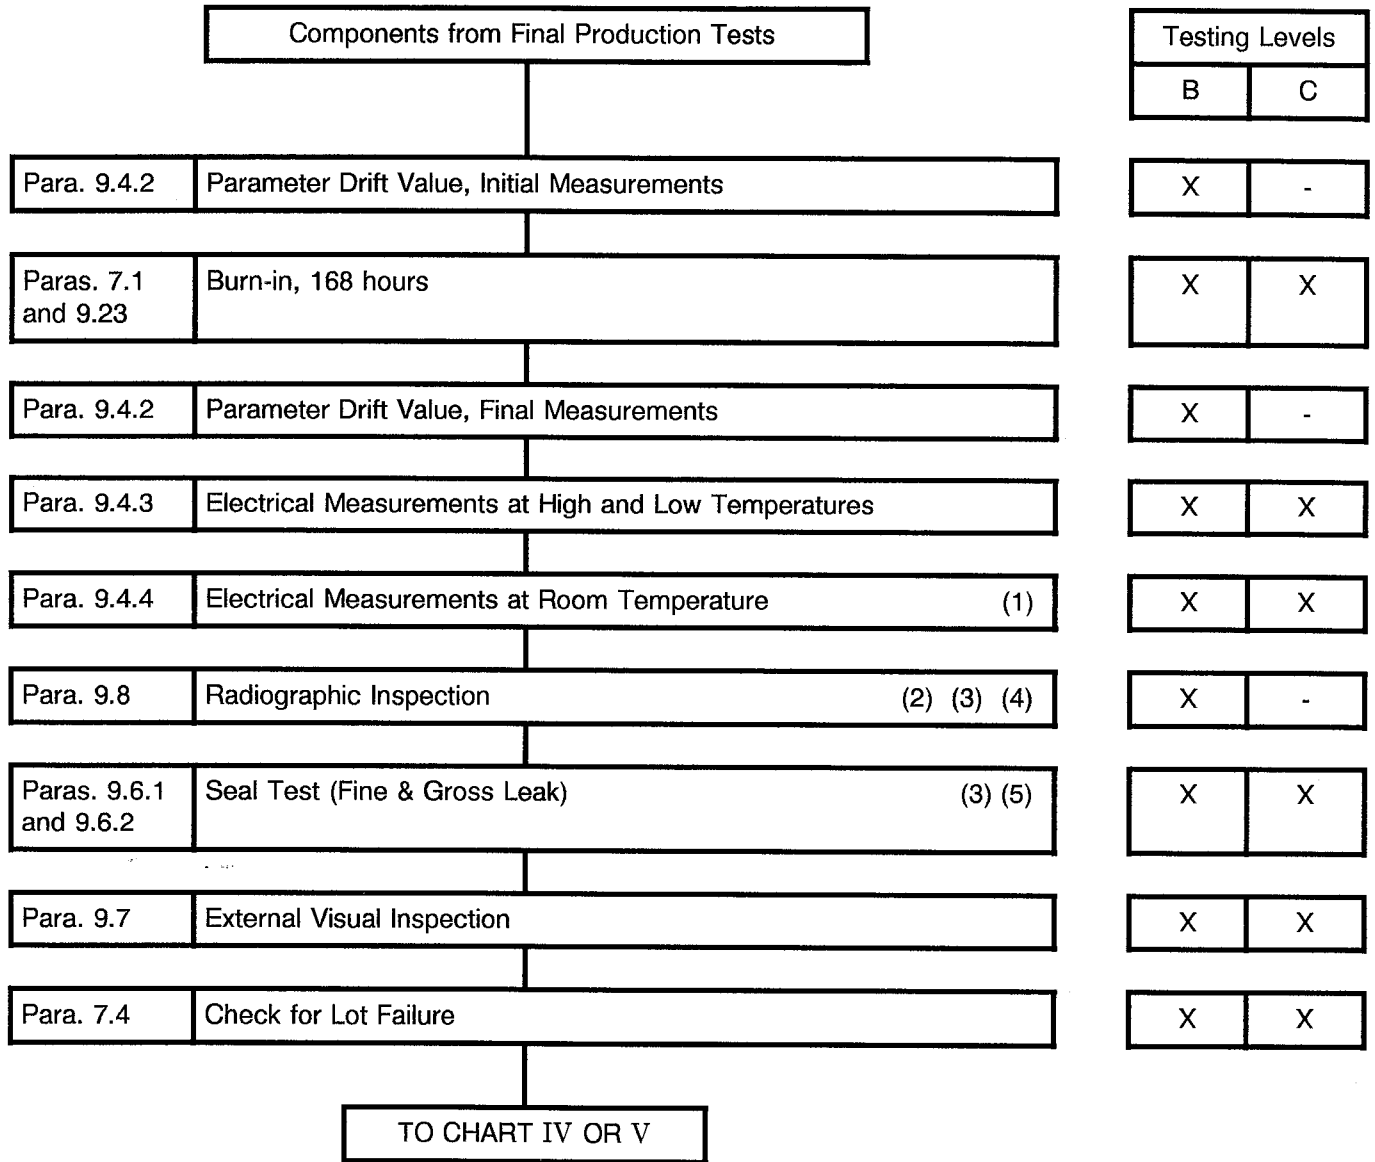 Components from Final Production Tests
Testing Levels
B C
Para. 9.4.2 Parameter Drift Value, Initial Measurements X -
Paras. 7.1 Burn-in, 168 hours X X
and 9.23
Para. 9.4.2 Parameter Drift Value, Final Measurements X -
Para. 9.4.3 Electrical Measurements at High and Low Temperatures X X
Para. 9.4.4 Electrical Measurements at Room Temperature (1) X X
Para. 9.8 Radiographic Inspection (2) (3) (4) X -
Paras. 9.6.1 Seal Test (Fine & Gross Leak) (3) (5) X X
and 9.6.2
Para. 9.7 External Visual Inspection X X
Para. 7.4 Check for Lot Failure X X
TO CHART IV OR V